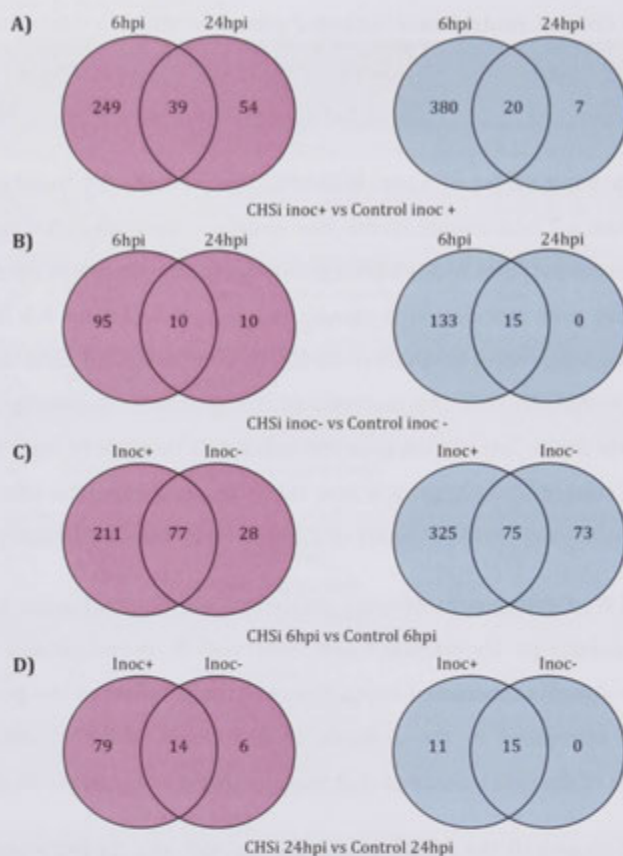 A)
6hpi 24hpi 6hpi 24hpi
249 39 54 380 20 7
CHSi inoc+ vs Control inoc +
B)
6hpi 24hpi 6hpi 24hpi
95 10 10 133 15 0
CHSi inoc- vs Control inoc -
C)
Inoc+ Inoc- Inoc+ Inoc-
211 77 28 325 75 73
CHSi 6hpi vs Control 6hpi
D)
Inoc+ Inoc- Inoc+ Inoc-
79 14 6 11 15 0
CHSi 24hpi vs Control 24hpi